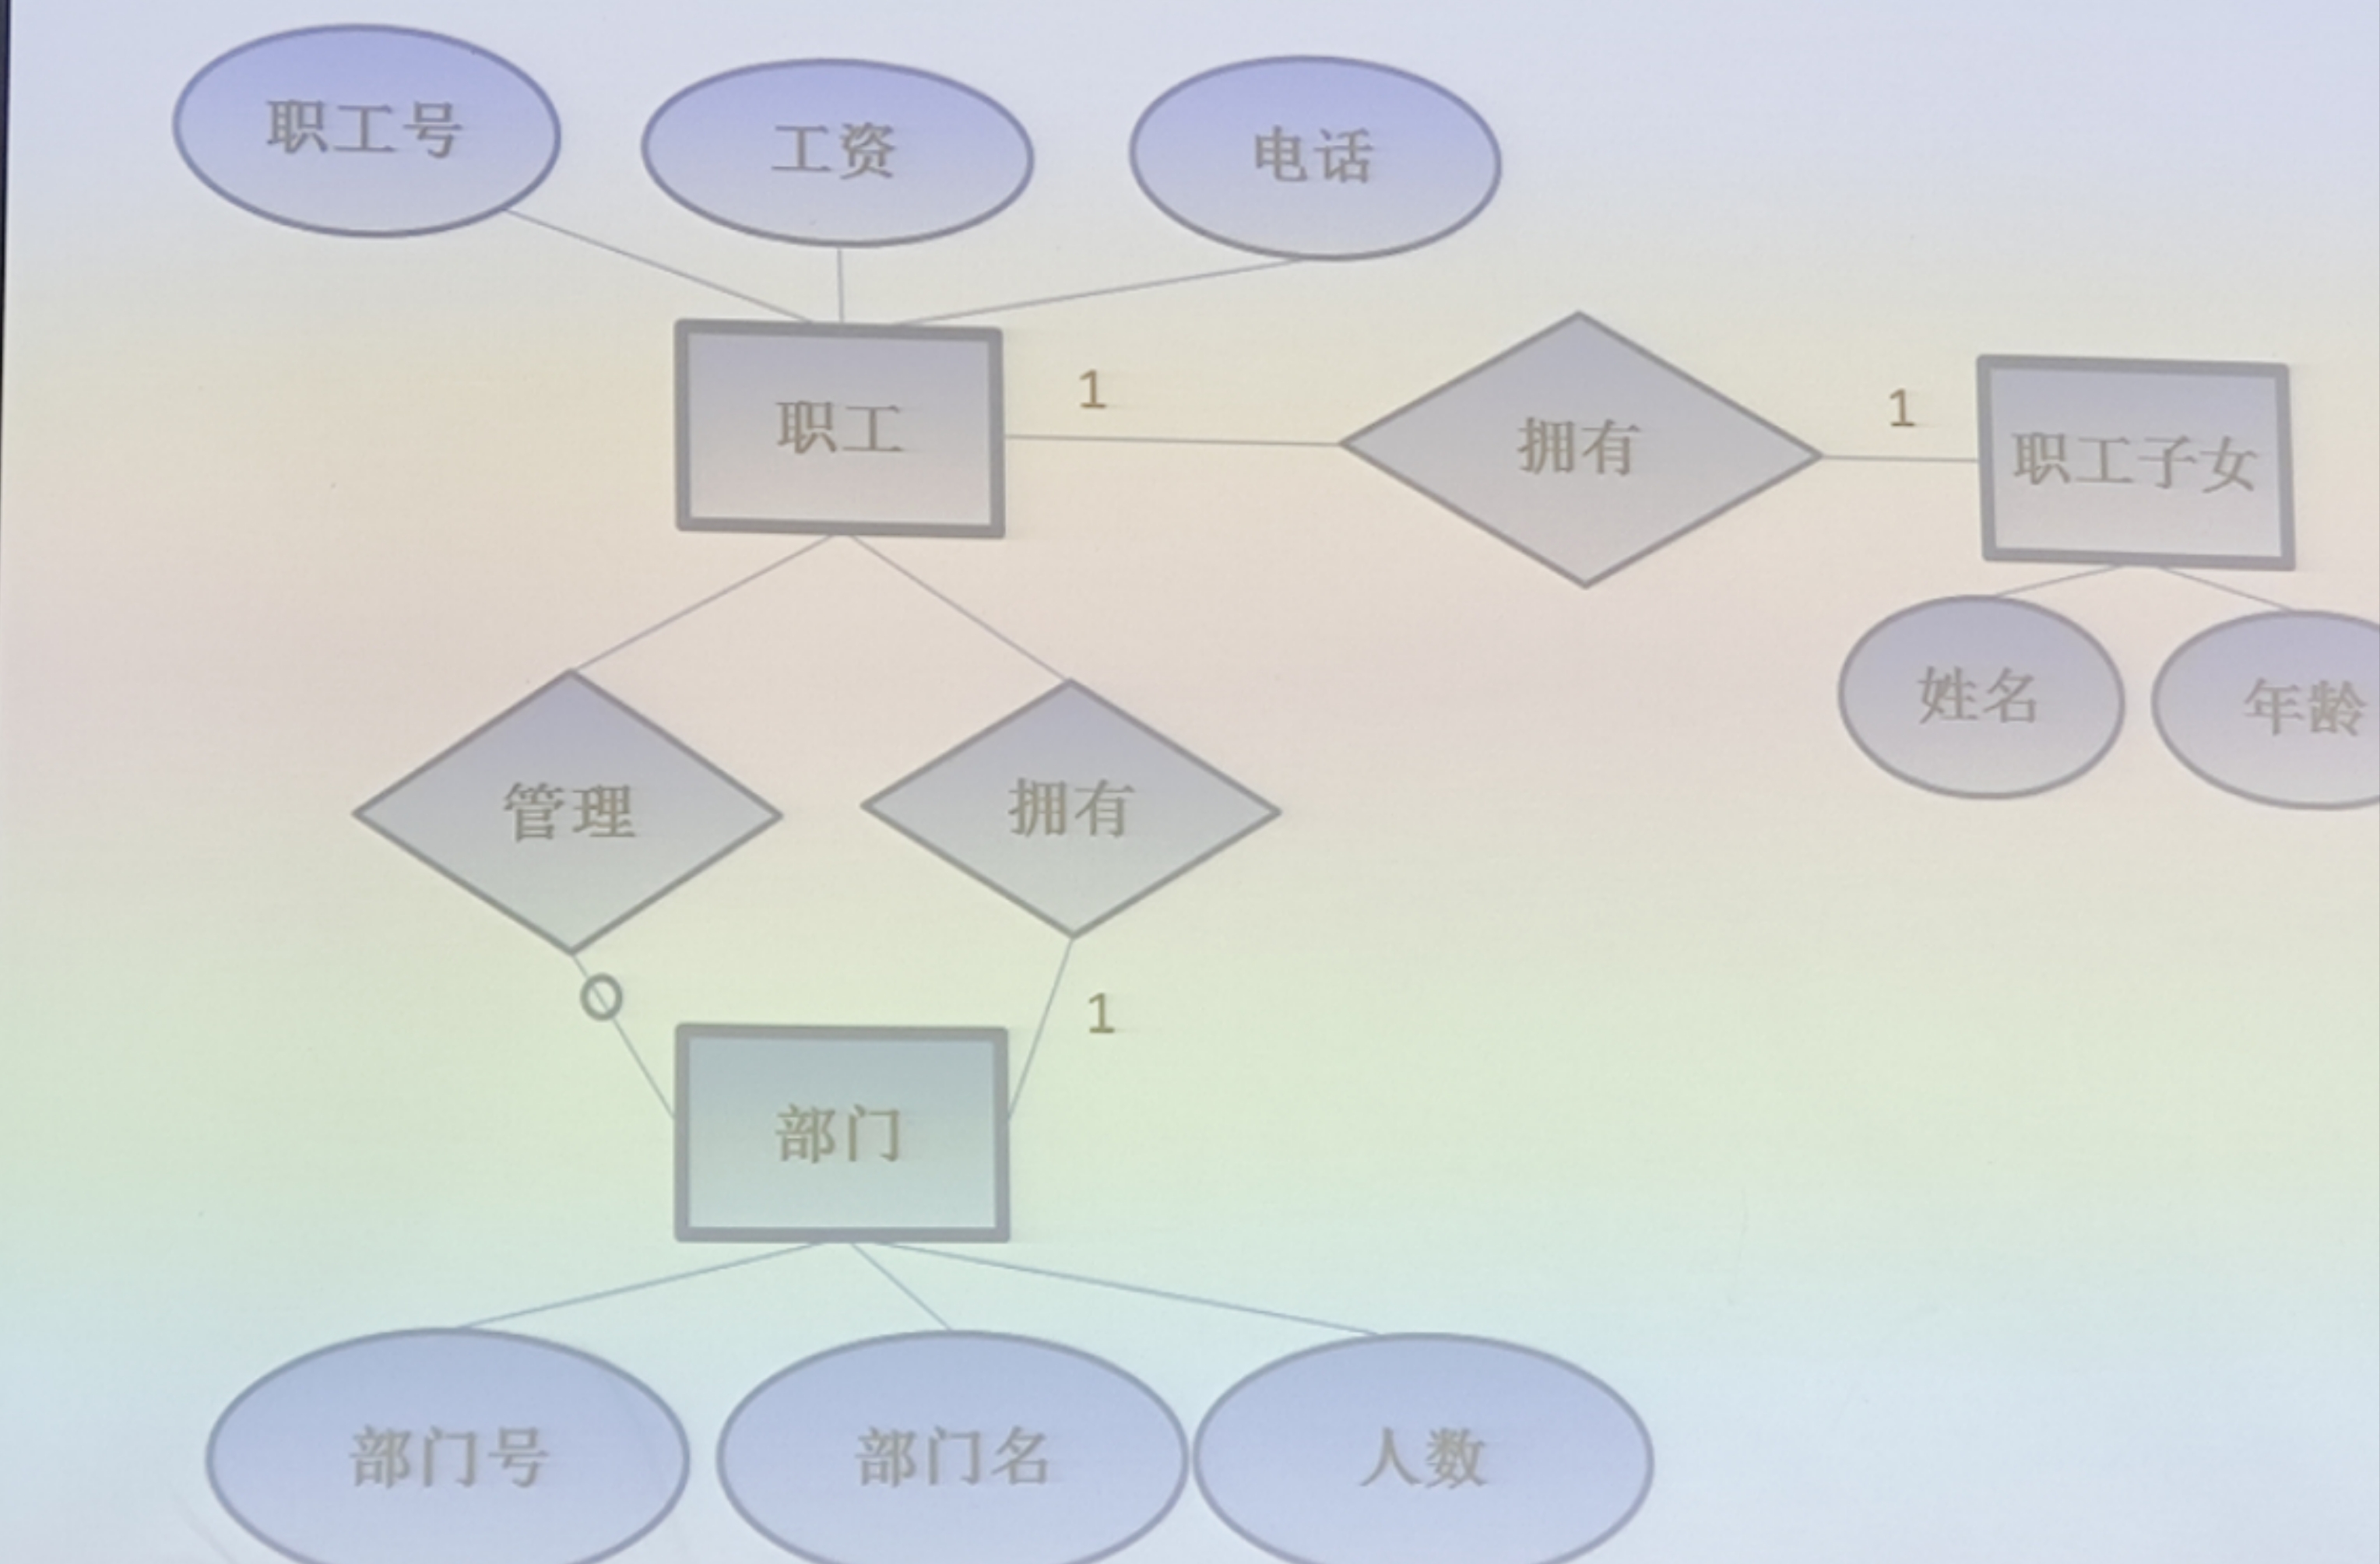 职工号
工资
电话
职工
1
拥有
1
职工子女
姓名
年龄
管理
拥有
1
部门
部门号
部门名
人数